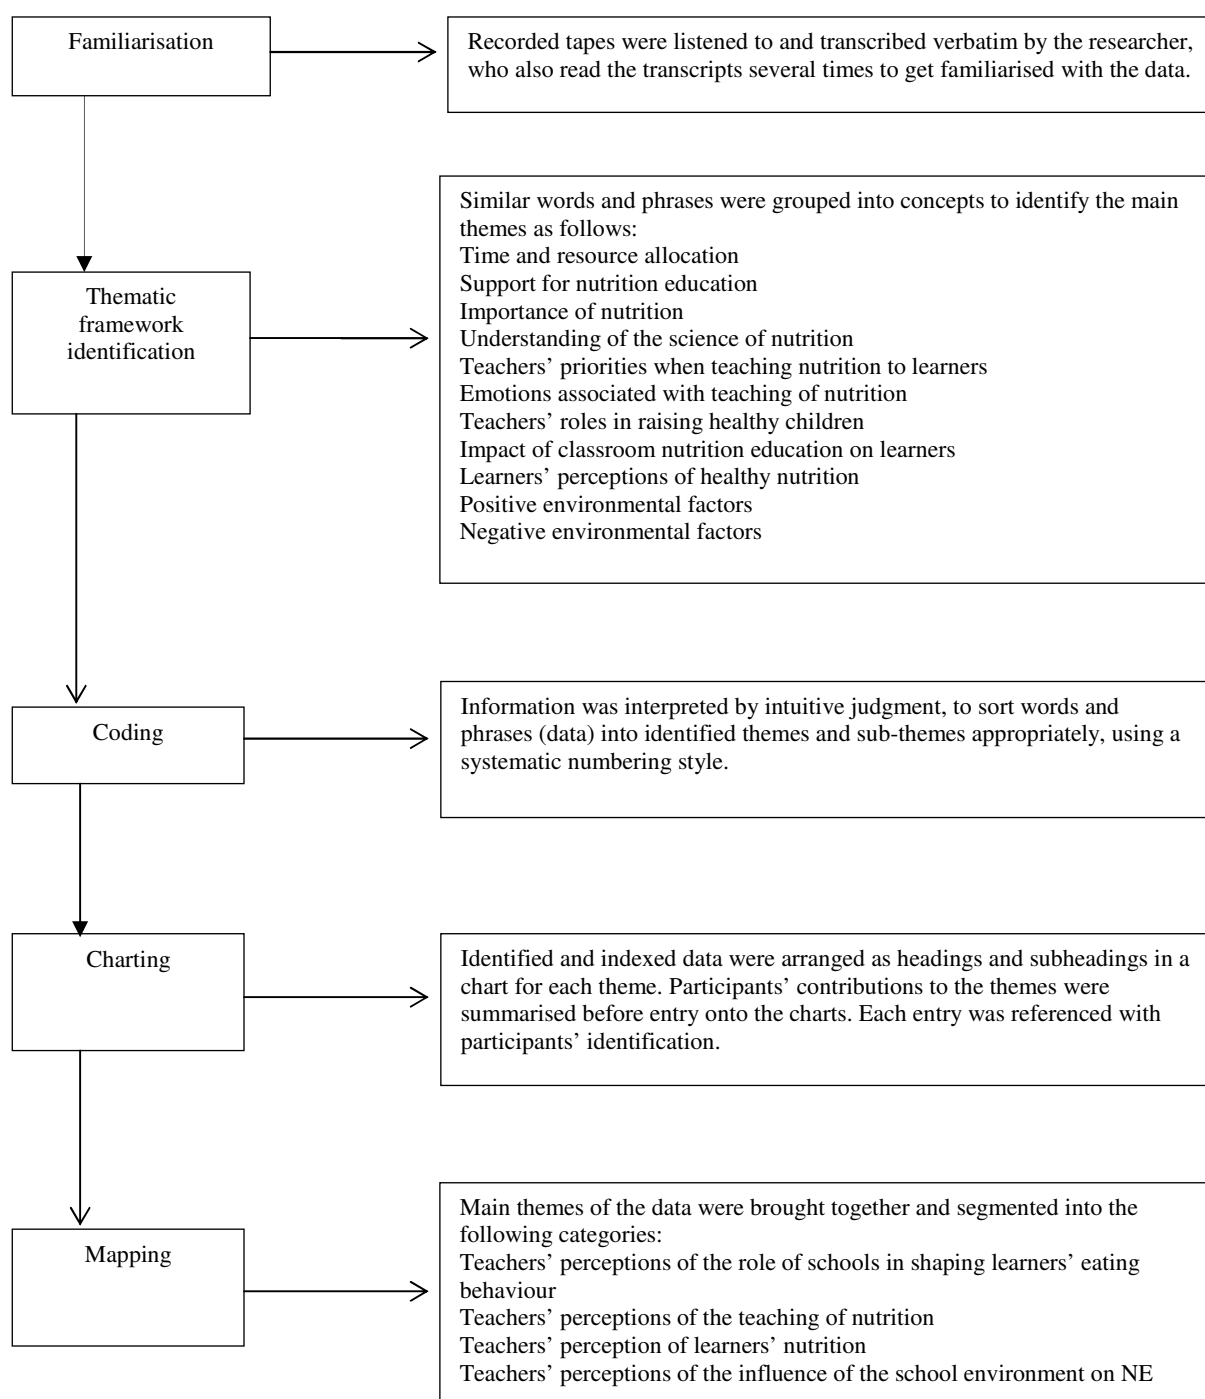 Familiarisation
Recorded tapes were listened to and transcribed verbatim by the researcher,
who also read the transcripts several times to get familiarised with the data.
Thematic
framework
identification
Similar words and phrases were grouped into concepts to identify the main
themes as follows:
Time and resource allocation
Support for nutrition education
Importance of nutrition
Understanding of the science of nutrition
Teachers’ priorities when teaching nutrition to learners
Emotions associated with teaching of nutrition
Teachers’ roles in raising healthy children
Impact of classroom nutrition education on learners
Learners’ perceptions of healthy nutrition
Positive environmental factors
Negative environmental factors
Coding
Information was interpreted by intuitive judgment, to sort words and
phrases (data) into identified themes and sub-themes appropriately, using a
systematic numbering style.
Charting
Identified and indexed data were arranged as headings and subheadings in a
chart for each theme. Participants’ contributions to the themes were
summarised before entry onto the charts. Each entry was referenced with
participants’ identification.
Mapping
Main themes of the data were brought together and segmented into the
following categories:
Teachers’ perceptions of the role of schools in shaping learners’ eating
behaviour
Teachers’ perceptions of the teaching of nutrition
Teachers’ perception of learners’ nutrition
Teachers’ perceptions of the influence of the school environment on NE